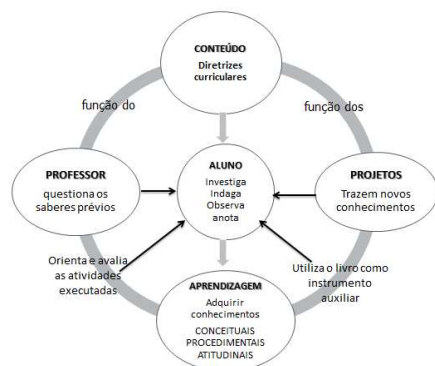 CONTEÚDO
Diretrizes
curriculares
função do
função dos
PROFESSOR
questiona os
saberes prévios
ALUNO
Investiga
Indaga
Observa
anota
PROJETOS
Trazem novos
conhecimentos
Orienta e avalia
as atividades
executadas
Utiliza o livro como
instrumento
auxiliar
APRENDIZAGEM
Adquirir
conhecimentos
CONCEITUAIS
PROCEDIMENTAIS
ATITUDINAIS